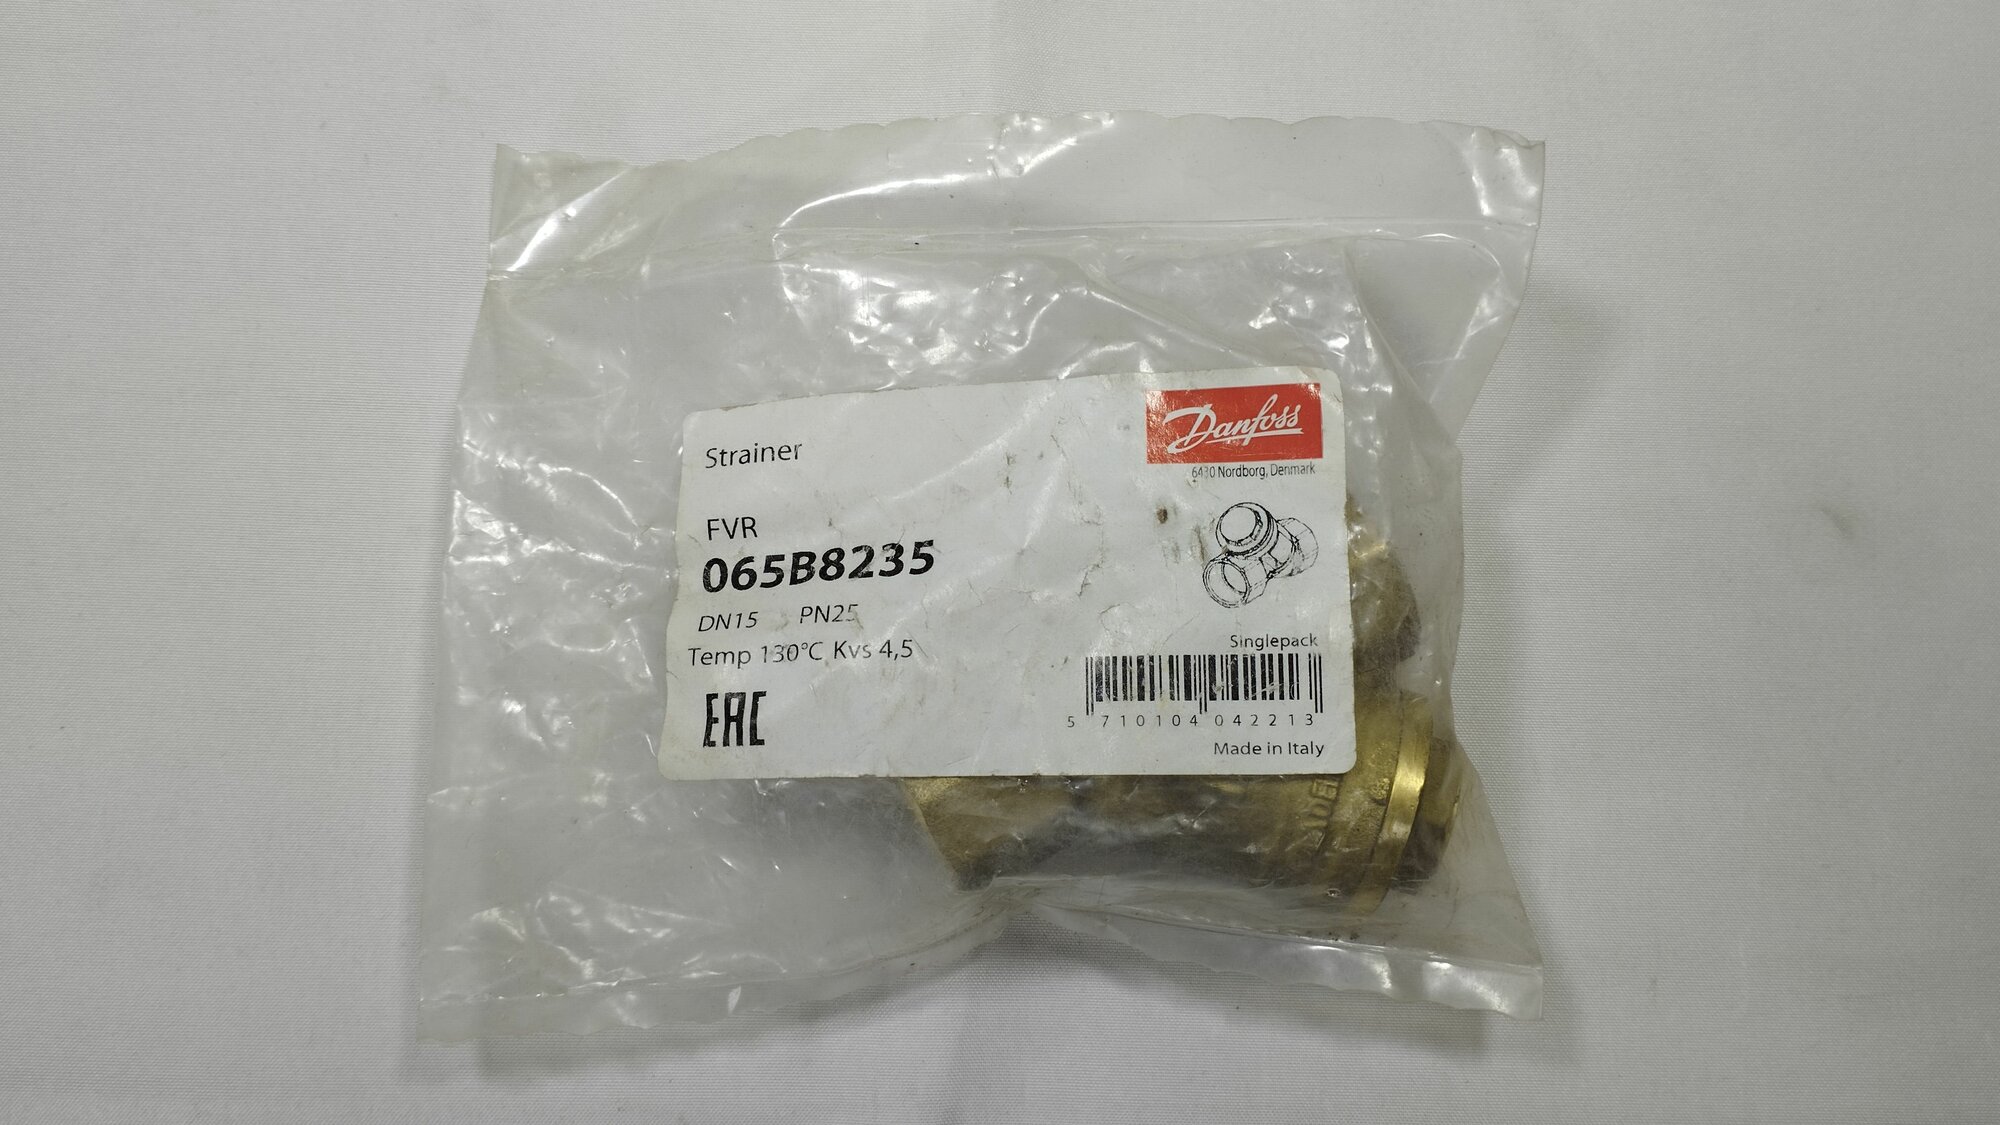 Danfoss
6430 Nordborg, Denmark
Strainer
FVR
065B8235
DN15 PN25
Temp 130°C Kvs 4,5
EAC
Singlepack
5 710104 042213
Made in Italy